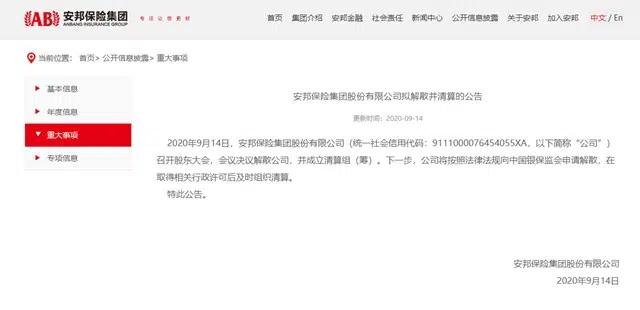 安邦保险集团
ANBANG INSURANCE GROUP
首页 集团介绍 安邦金融 社会责任 新闻中心 公开信息披露 关于安邦 加入安邦 中文 / En
当前位置: 首页> 公开信息披露> 重大事项
基本信息
年度信息
重大事项
专项信息
安邦保险集团股份有限公司拟解散并清算的公告
更新时间：2020-09-14
2020年9月14日，安邦保险集团股份有限公司（统一社会信用代码：9111000076454055XA，以下简称“公司”）
召开股东大会，会议决议解散公司，并成立清算组（筹）。下一步，公司将按照法律法规向中国银保监会申请解散，在
取得相关行政许可后及时组织清算。
特此公告。
安邦保险集团股份有限公司
2020年9月14日